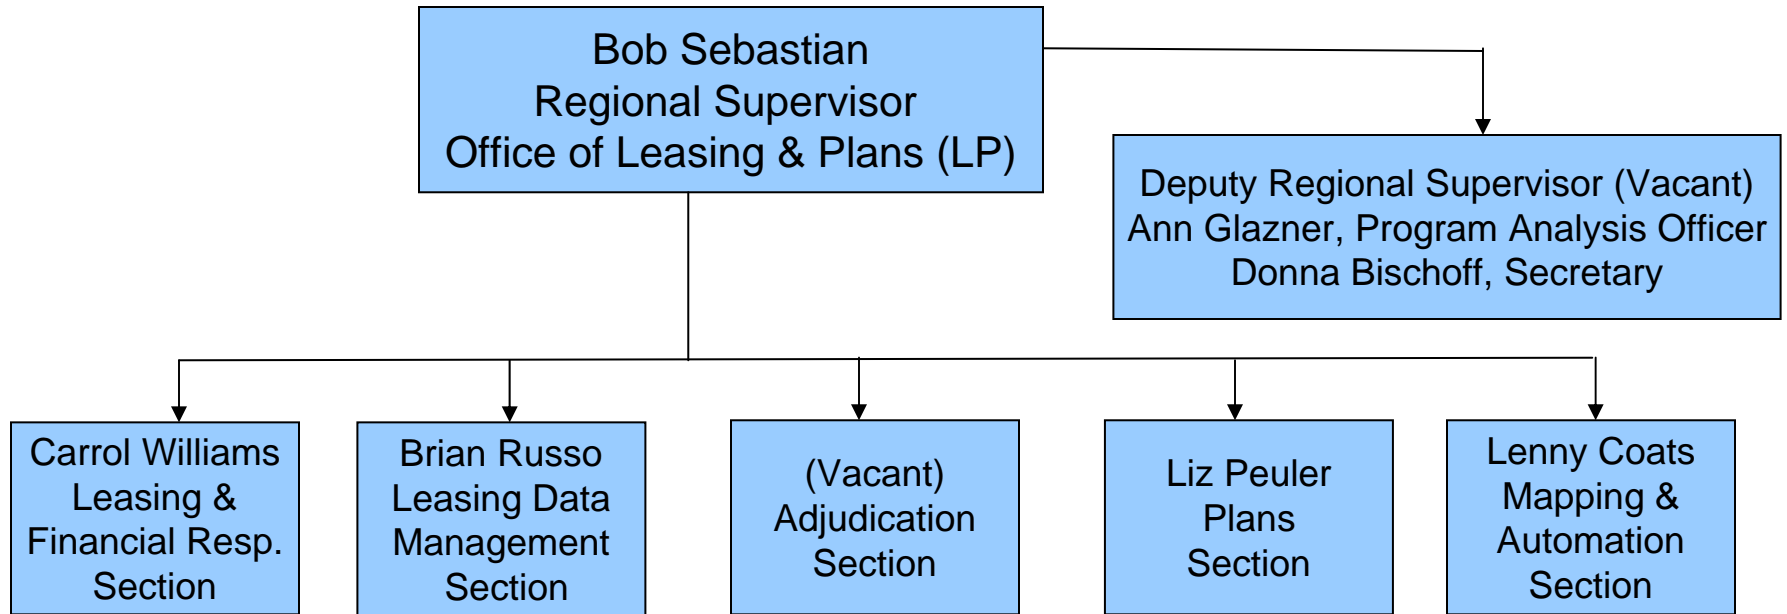 Bob Sebastian
Regional Supervisor
Office of Leasing & Plans (LP)
Deputy Regional Supervisor (Vacant)
Ann Glazner, Program Analysis Officer
Donna Bischoff, Secretary
Carrol Williams
Leasing &
Financial Resp.
Section
Brian Russo
Leasing Data
Management
Section
(Vacant)
Adjudication
Section
Liz Peuler
Plans
Section
Lenny Coats
Mapping &
Automation
Section